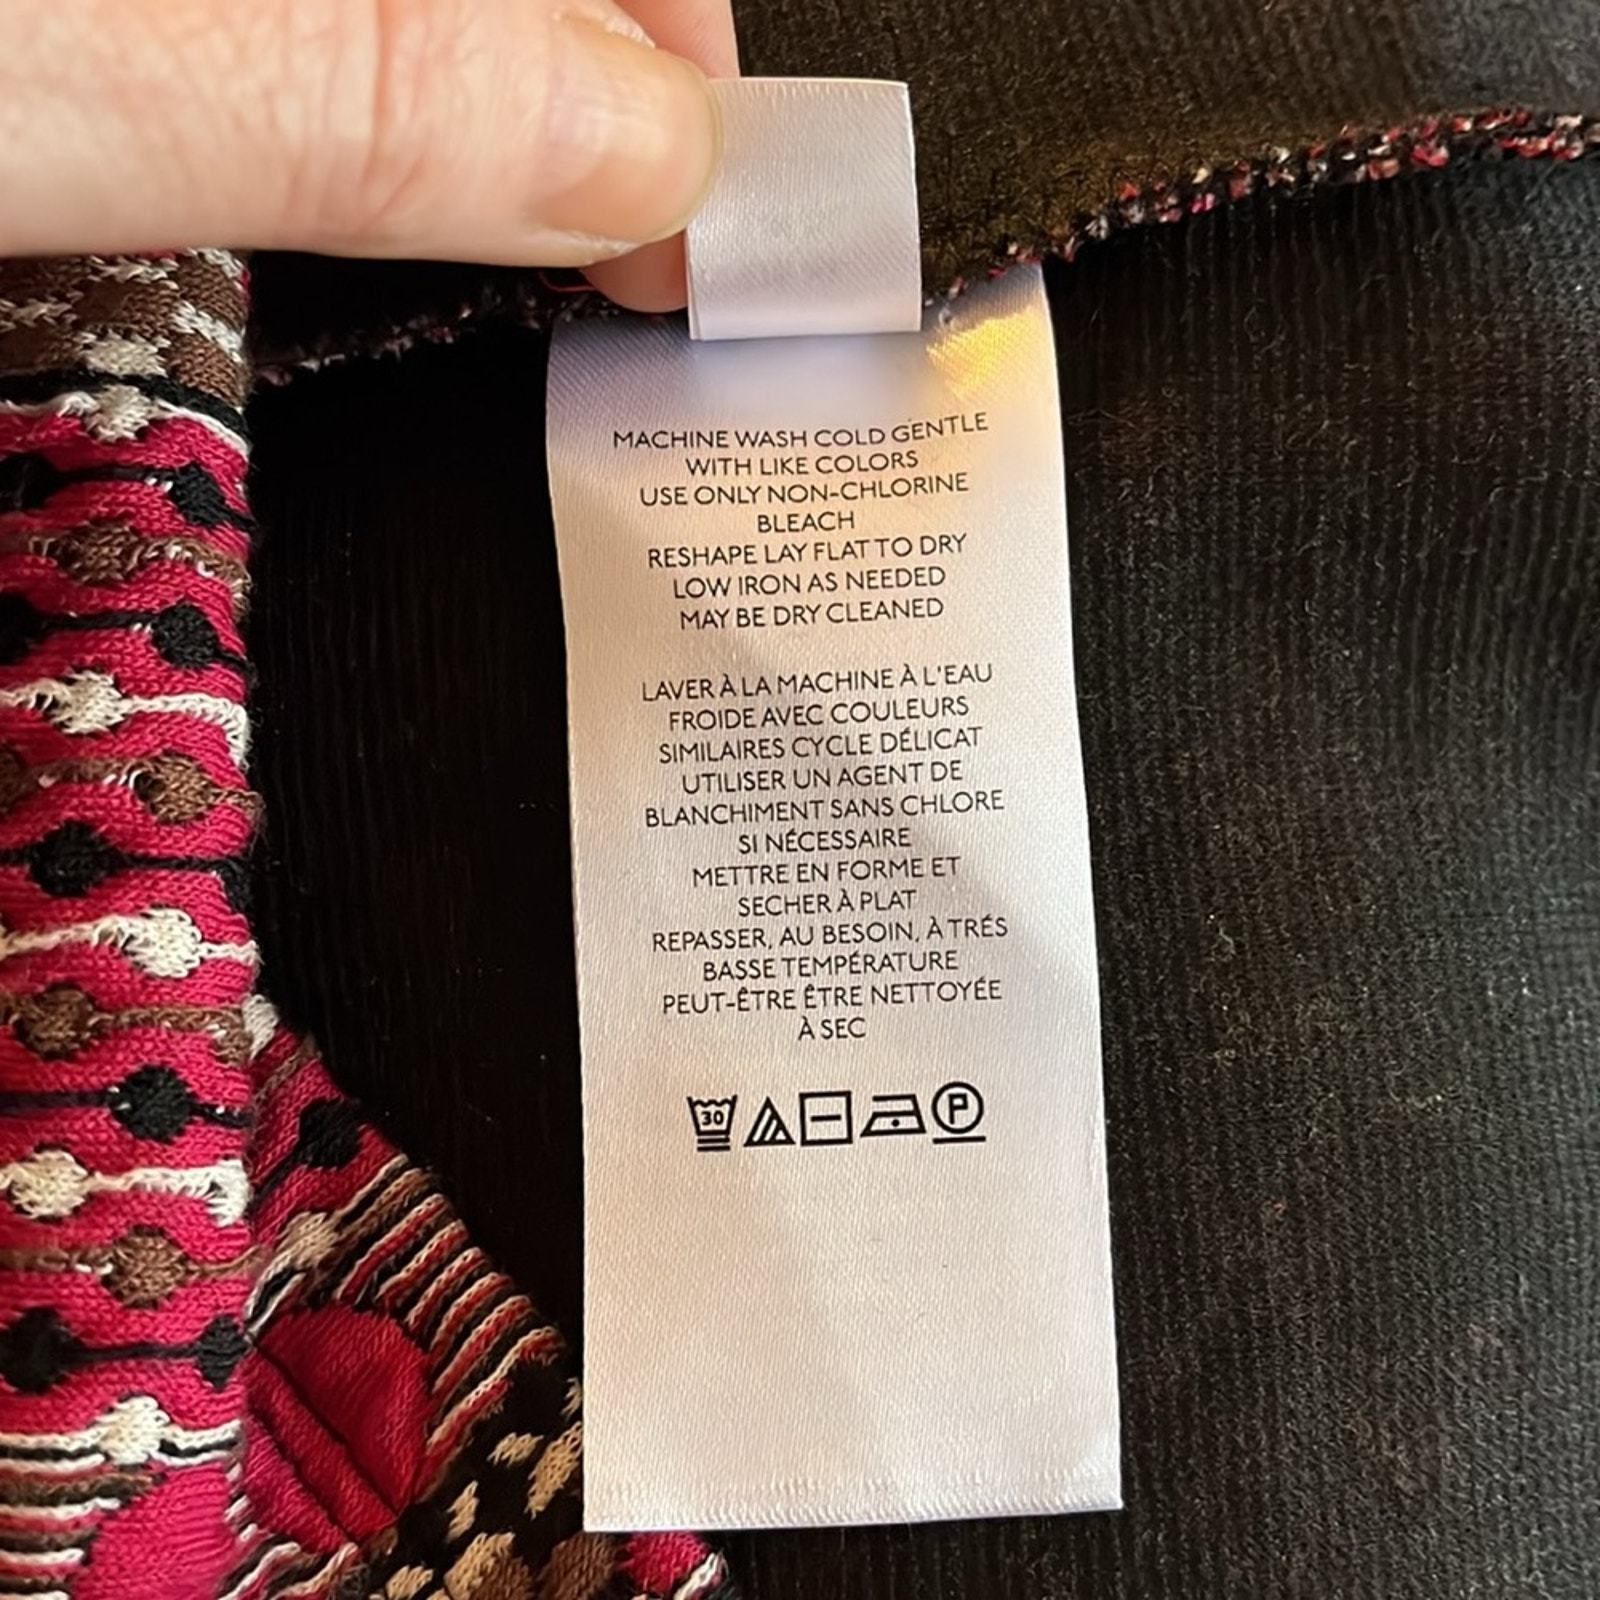 MACHINE WASH COLD GENTLE
WITH LIKE COLORS
USE ONLY NON-CHLORINE
BLEACH
RESHAPE LAY FLAT TO DRY
LOW IRON AS NEEDED
MAY BE DRY CLEANED
LAVER À LA MACHINE À L'EAU
FROIDE AVEC COULEURS
SIMILAIRES CYCLE DÉLICAT
UTILISER UN AGENT DE
BLANCHIMENT SANS CHLORE
SI NÉCESSAIRE
METTRE EN FORME ET
SECHER À PLAT
REPASSER, AU BESOIN, À TRÉS
BASSE TEMPÉRATURE
PEUT-ÊTRE ÊTRE NETTOYÉE
À SEC
30 P